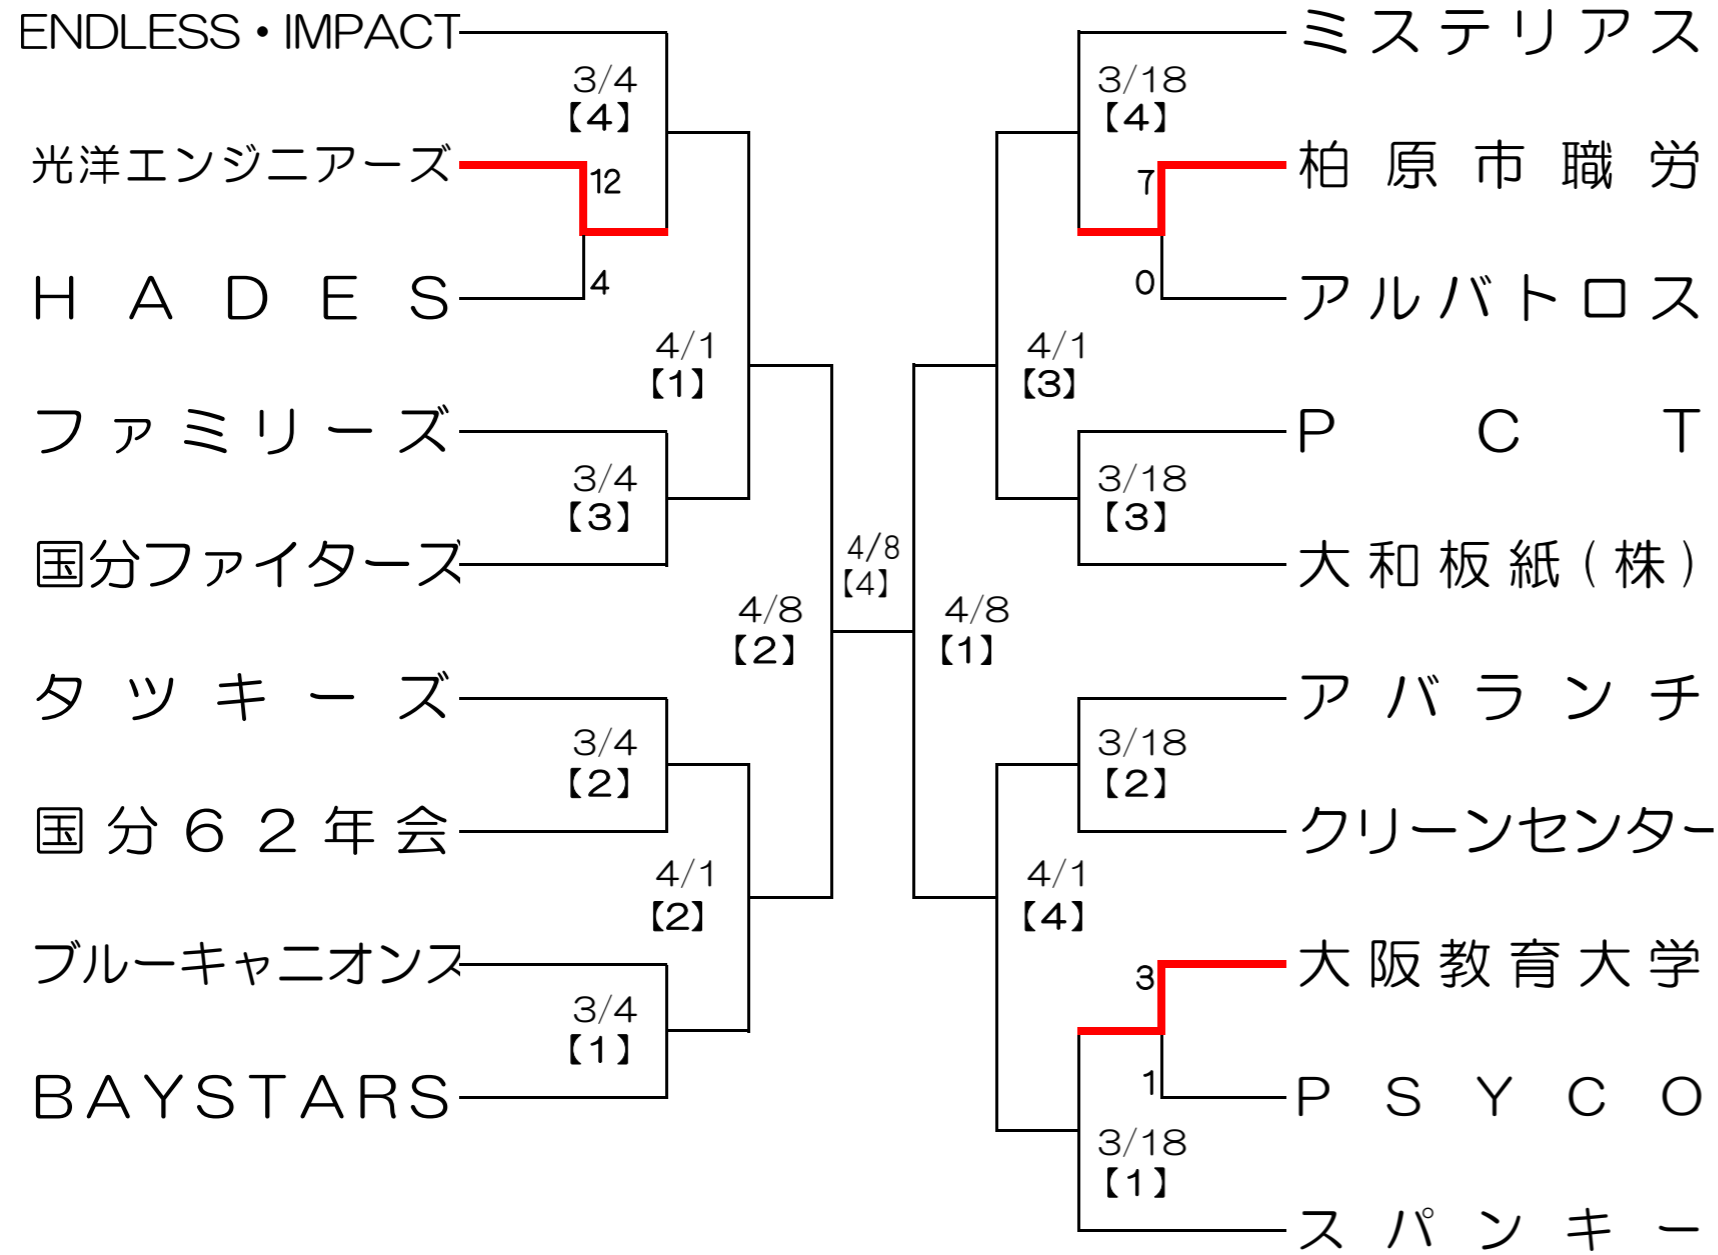 ENDLESS・IMPACT
3/4
【4】
光洋エンジニアーズ
12
HADES
4
4/1
【1】
ファミリーズ
3/4
【3】
国分ファイターズ
4/8
【2】
タツキーズ
3/4
【2】
国分62年会
4/1
【2】
ブルーキャニオンズ
3/4
【1】
BAYSTARS
4/8
【4】
ミステリアス
3/18
【4】
柏原市職労
7
アルバトロス
0
4/1
【3】
PCT
3/18
【3】
大和板紙(株)
4/8
【1】
アバランチ
3/18
【2】
クリーンセンター
4/1
【4】
大阪教育大学
3
PSYCO
1
3/18
【1】
スパンキー